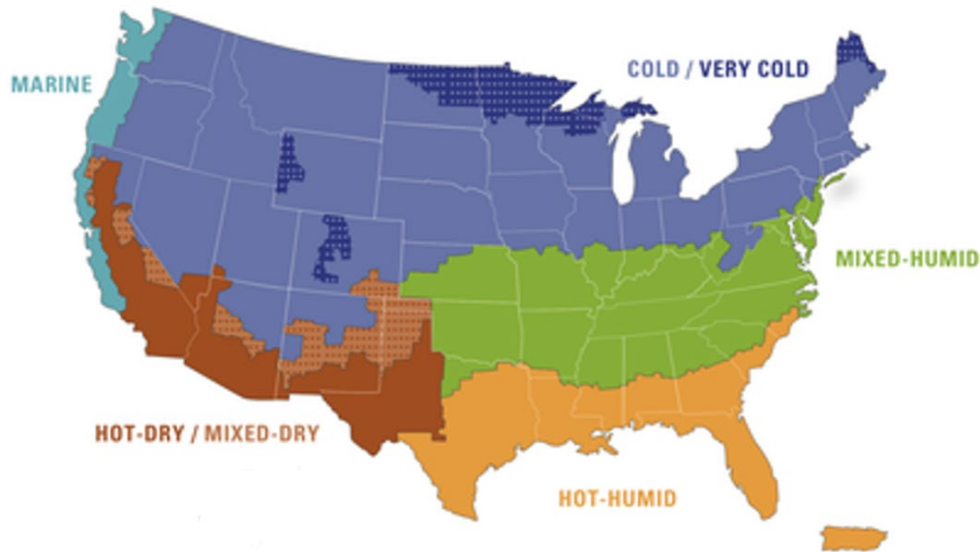 COLD / VERY COLD
MARINE
MIXED-HUMID
HOT-DRY / MIXED-DRY
HOT-HUMID